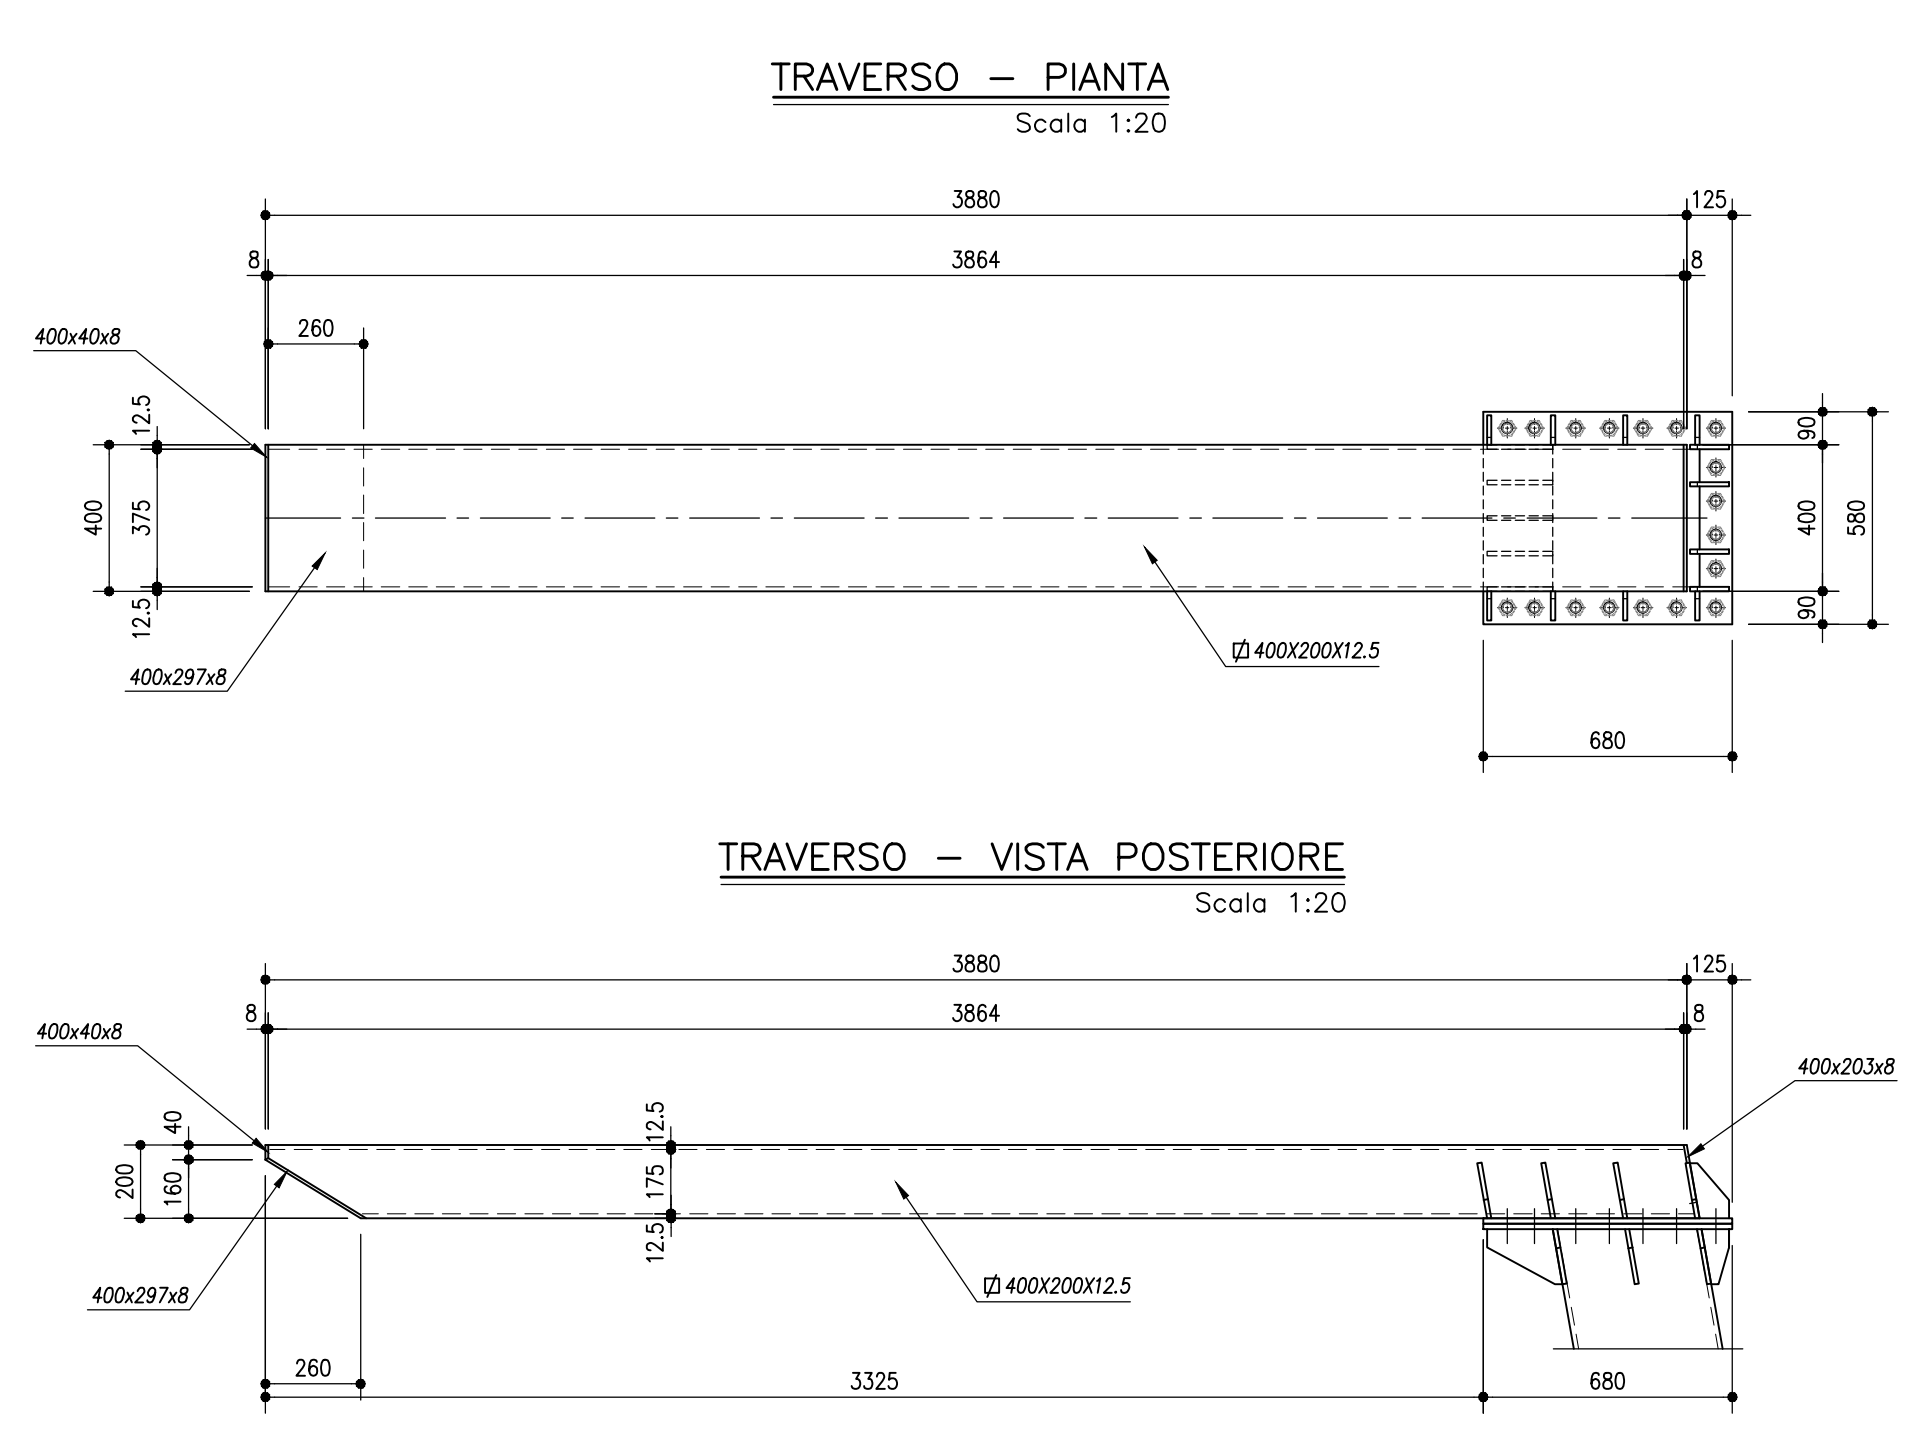 TRAVERSO - PIANTA
Scala 1:20
3880 125
8 3864 8
260
400x40x8
12.5
400 375
12.5
90
400 580
90
400x297x8
400X200X12.5
680
TRAVERSO - VISTA POSTERIORE
Scala 1:20
3880 125
8 3864 8
400x40x8
400x203x8
40
200 160
12.5
175
12.5
400x297x8
400X200X12.5
260
3325 680